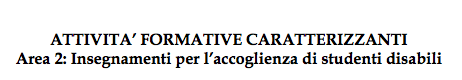 ATTIVITA’ FORMATIVE CARATTERIZZANTI
Area 2: Insegnamenti per l’accoglienza di studenti disabili